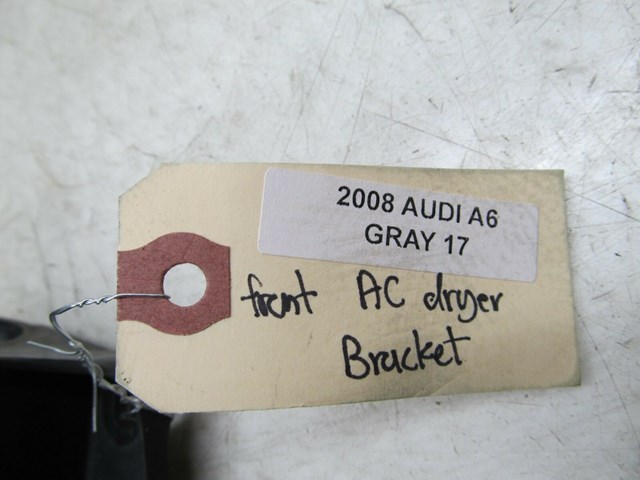 2008 AUDI A6
GRAY 17
front AC dryer
Bracket